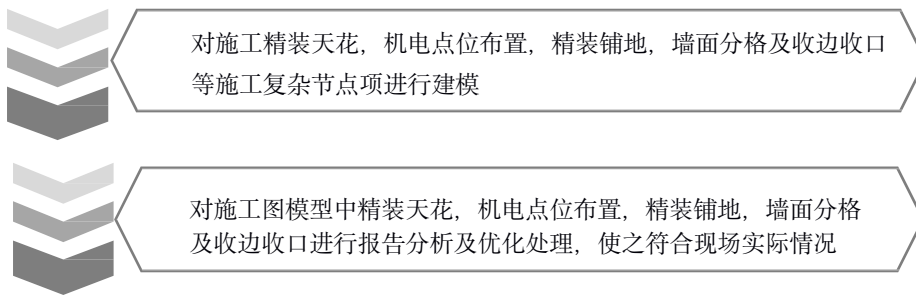 对施工精装天花，机电点位布置，精装铺地，墙面分格及收边收口
等施工复杂节点项进行建模
对施工图模型中精装天花，机电点位布置，精装铺地，墙面分格
及收边收口进行报告分析及优化处理，使之符合现场实际情况